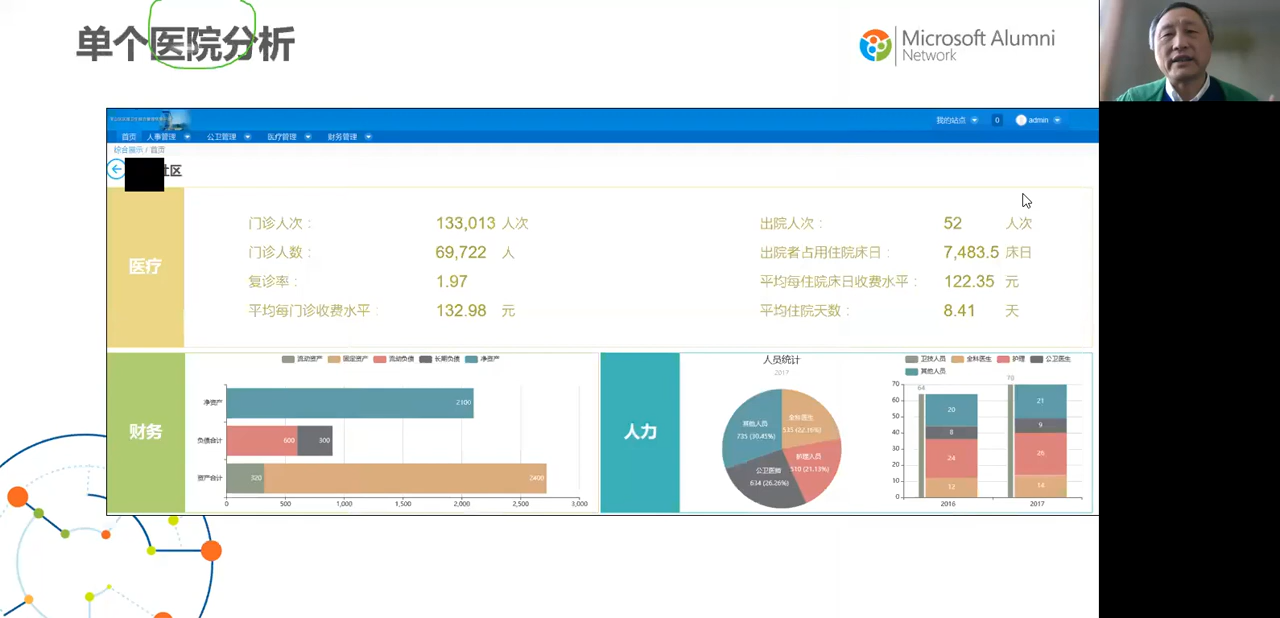 单个医院分析
Microsoft Alumni
Network
首页 人事管理 公卫管理 医疗管理 财务管理
我的站点 0 admin
综合展示 / 首页
社区
医疗
门诊人次： 133,013 人次
门诊人数： 69,722 人
复诊率： 1.97
平均每门诊收费水平： 132.98 元
出院人次： 52 人次
出院者占用住院床日： 7,483.5 床日
平均每住院床日收费水平： 122.35 元
平均住院天数： 8.41 天
财务
流动资产 固定资产 流动负债 长期负债 净资产
净资产 2100
负债合计 600 300
资产合计 320 2400
0 500 1,000 1,500 2,000 2,500 3,000
人力
人员统计
2017
其他人员
735 (30.45%)
全科医生
535 (22.16%)
护理人员
510 (21.13%)
公卫医师
634 (26.26%)
卫技人员 全科医生 护理 公卫医生
其他人员
70
60
50
40
30
20
10
0
64
20
8
24
12
70
21
9
26
14
2016 2017